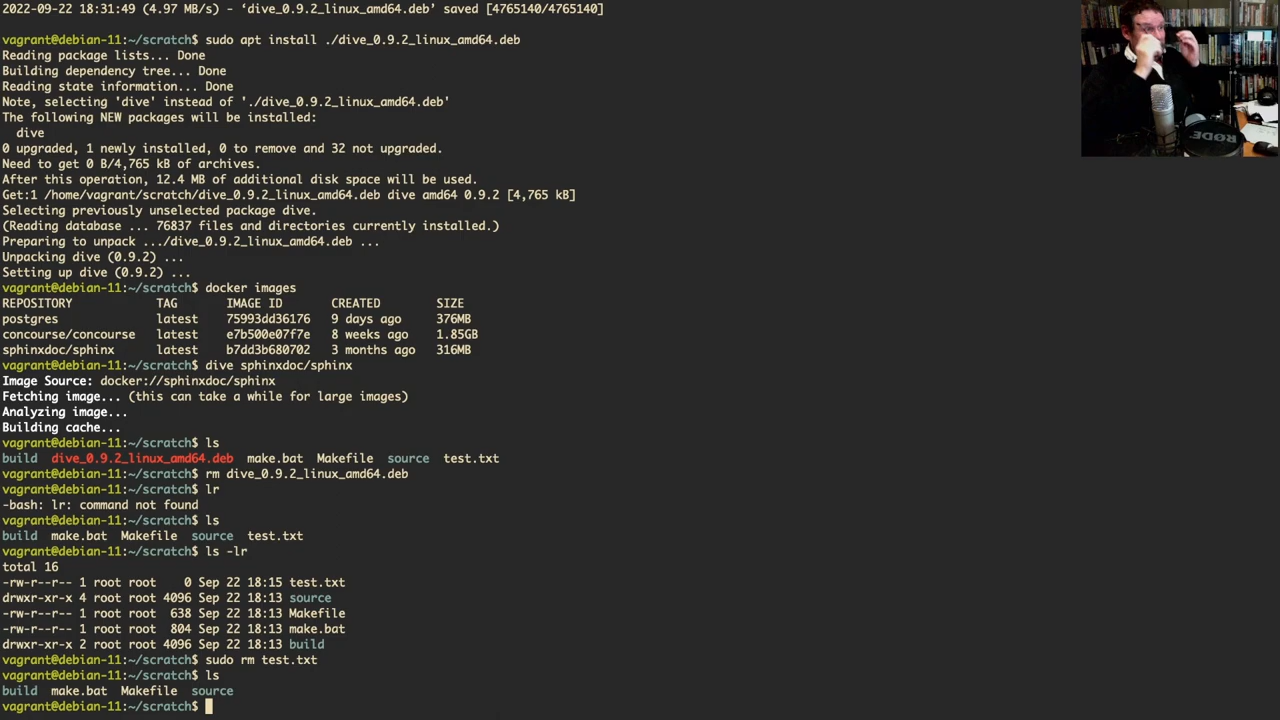 2022-09-22 18:31:49 (4.97 MB/s) - ‘dive_0.9.2_linux_amd64.deb’ saved [4765140/4765140]
vagrant@debian-11:~/scratch$ sudo apt install ./dive_0.9.2_linux_amd64.deb
Reading package lists... Done
Building dependency tree... Done
Reading state information... Done
Note, selecting 'dive' instead of './dive_0.9.2_linux_amd64.deb'
The following NEW packages will be installed:
  dive
0 upgraded, 1 newly installed, 0 to remove and 32 not upgraded.
Need to get 0 B/4,765 kB of archives.
After this operation, 12.4 MB of additional disk space will be used.
Get:1 /home/vagrant/scratch/dive_0.9.2_linux_amd64.deb dive amd64 0.9.2 [4,765 kB]
Selecting previously unselected package dive.
(Reading database ... 76837 files and directories currently installed.)
Preparing to unpack .../dive_0.9.2_linux_amd64.deb ...
Unpacking dive (0.9.2) ...
Setting up dive (0.9.2) ...
vagrant@debian-11:~/scratch$ docker images
REPOSITORY            TAG       IMAGE ID       CREATED        SIZE
postgres              latest    75993dd36176   9 days ago     376MB
concourse/concourse   latest    e7b500e07f7e   8 weeks ago    1.85GB
sphinxdoc/sphinx      latest    b7dd3b680702   3 months ago   316MB
vagrant@debian-11:~/scratch$ dive sphinxdoc/sphinx
Image Source: docker://sphinxdoc/sphinx
Fetching image... (this can take a while for large images)
Analyzing image...
Building cache...
vagrant@debian-11:~/scratch$ ls
build  dive_0.9.2_linux_amd64.deb  make.bat  Makefile  source  test.txt
vagrant@debian-11:~/scratch$ rm dive_0.9.2_linux_amd64.deb
vagrant@debian-11:~/scratch$ lr
-bash: lr: command not found
vagrant@debian-11:~/scratch$ ls
build  make.bat  Makefile  source  test.txt
vagrant@debian-11:~/scratch$ ls -lr
total 16
-rw-r--r-- 1 root root    0 Sep 22 18:15 test.txt
drwxr-xr-x 4 root root 4096 Sep 22 18:13 source
-rw-r--r-- 1 root root  638 Sep 22 18:13 Makefile
-rw-r--r-- 1 root root  804 Sep 22 18:13 make.bat
drwxr-xr-x 2 root root 4096 Sep 22 18:13 build
vagrant@debian-11:~/scratch$ sudo rm test.txt
vagrant@debian-11:~/scratch$ ls
build  make.bat  Makefile  source
vagrant@debian-11:~/scratch$
RØDE